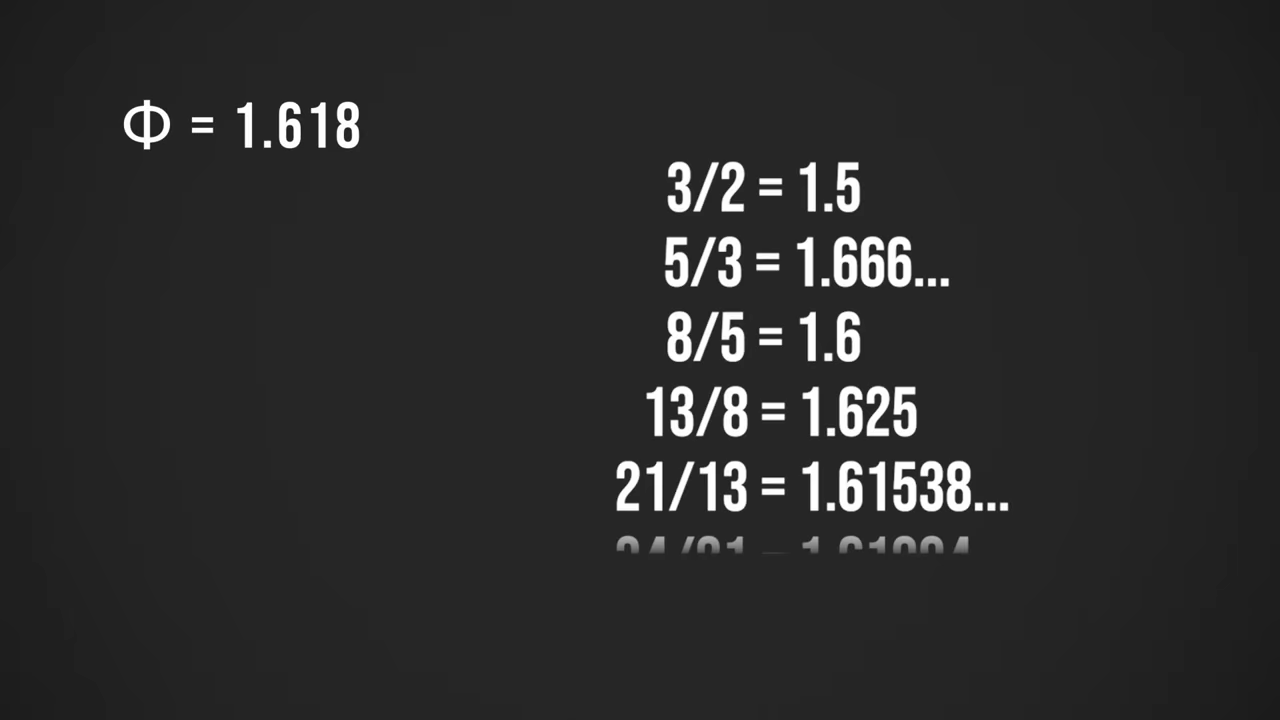 Φ = 1.618
3/2 = 1.5
5/3 = 1.666...
8/5 = 1.6
13/8 = 1.625
21/13 = 1.61538...